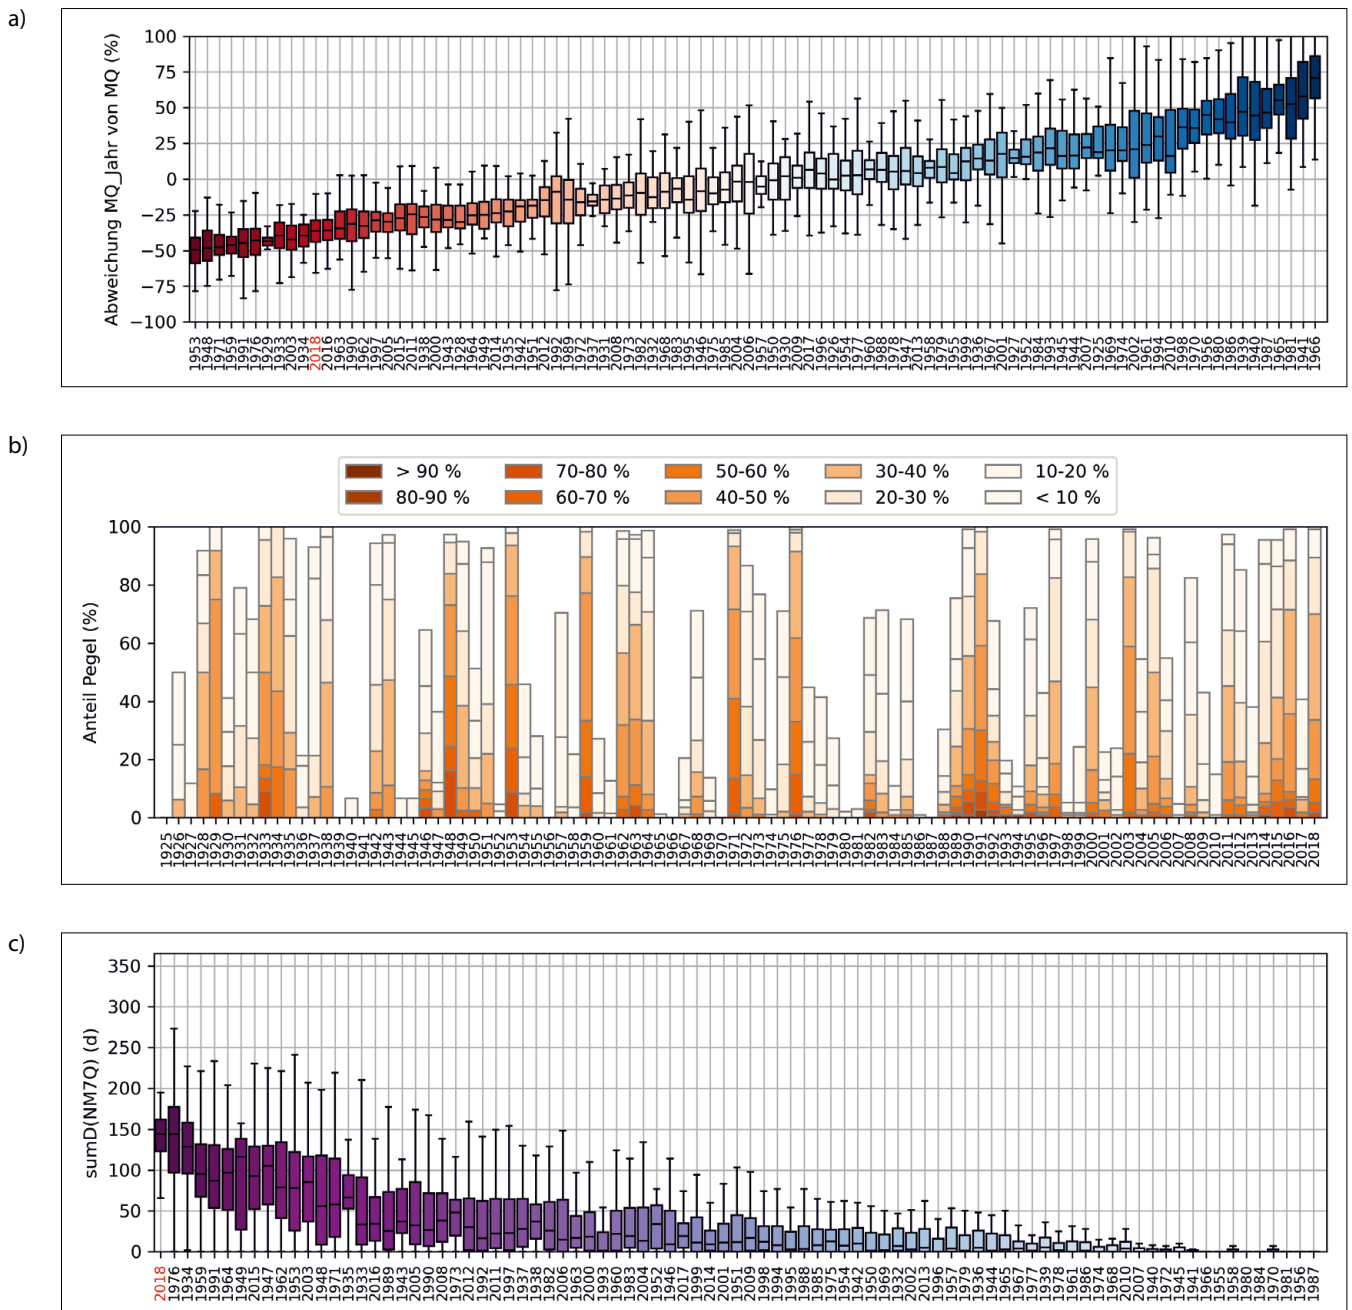 a)
Abweichung MQ_Jahr von MQ (%)
100
75
50
25
0
−25
−50
−75
−100
1953 1948 1971 1959 1991 1976 1929 1933 2003 1934 2018 2016 1963 1990 1962 1997 2005 2015 2011 1938 2000 1943 1928 1964 1949 2014 1935 1942 1951 2012 1992 1989 1972 1937 1931 2008 1973 1982 1932 1968 1983 1995 1946 1975 1985 2004 2006 1957 1950 1930 2009 2017 1996 1926 1954 1977 1960 1988 1978 1947 2013 1958 1979 1955 1999 1936 1967 2001 1927 1952 1984 1993 1945 1944 2007 1925 1969 1974 2002 1961 1994 2010 1998 1970 1956 1980 1986 1939 1940 1987 1965 1981 1941 1966
b)
> 90 % 70-80 % 50-60 % 30-40 % 10-20 %
80-90 % 60-70 % 40-50 % 20-30 % < 10 %
Anteil Pegel (%)
100
80
60
40
20
0
1925 1926 1927 1928 1929 1930 1931 1932 1933 1934 1935 1936 1937 1938 1939 1940 1941 1942 1943 1944 1945 1946 1947 1948 1949 1950 1951 1952 1953 1954 1955 1956 1957 1958 1959 1960 1961 1962 1963 1964 1965 1966 1967 1968 1969 1970 1971 1972 1973 1974 1975 1976 1977 1978 1979 1980 1981 1982 1983 1984 1985 1986 1987 1988 1989 1990 1991 1992 1993 1994 1995 1996 1997 1998 1999 2000 2001 2002 2003 2004 2005 2006 2007 2008 2009 2010 2011 2012 2013 2014 2015 2016 2017 2018
c)
sumD(NM7Q) (d)
350
300
250
200
150
100
50
0
2018 1976 1934 1959 1991 1964 1949 2015 1947 1962 2003 1948 1971 1935 1933 2016 1989 1943 2005 1990 2008 1973 2012 1992 2011 1997 1937 1938 1982 2006 1963 2000 1993 1960 1983 2004 1952 1946 2017 1999 2014 2001 1951 2009 1998 1994 1995 1988 1985 1975 1954 1942 1950 1969 1932 2002 2013 1996 1957 1979 1936 1944 1965 1967 1977 1939 1978 1961 1986 1974 1968 2010 2007 1940 1972 1945 1941 1966 1955 1958 1980 1984 1970 1981 1956 1987